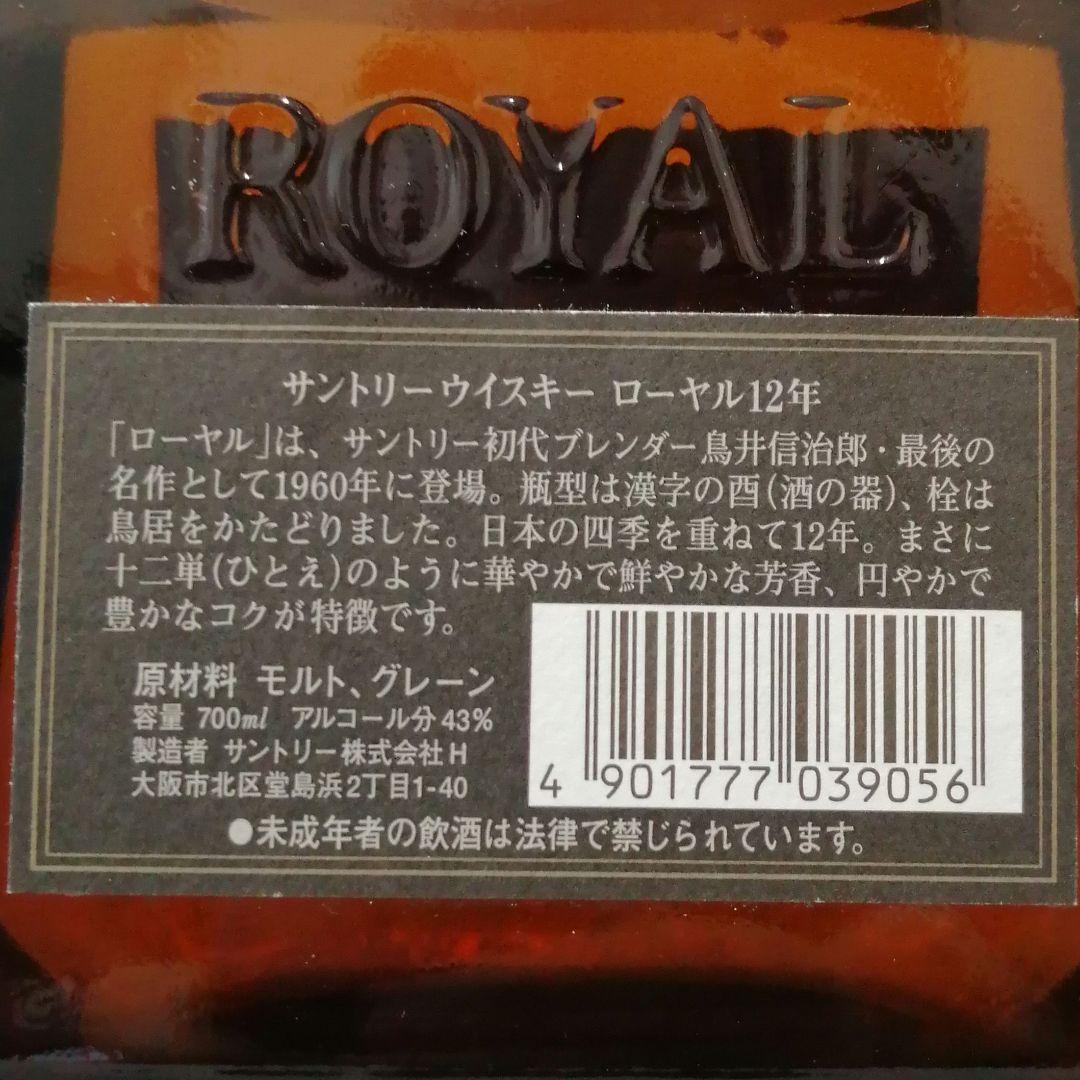 ROYAL
サントリーウイスキー ローヤル12年
「ローヤル」は、サントリー初代ブレンダー鳥井信治郎・最後の
名作として1960年に登場。瓶型は漢字の酉(酒の器)、栓は
鳥居をかたどりました。日本の四季を重ねて12年。まさに
十二単(ひとえ)のように華やかで鮮やかな芳香、円やかで
豊かなコクが特徴です。
原材料 モルト、グレーン
容量 700ml アルコール分43%
製造者 サントリー株式会社H
大阪市北区堂島浜2丁目1-40
4 901777 039056
●未成年者の飲酒は法律で禁じられています。